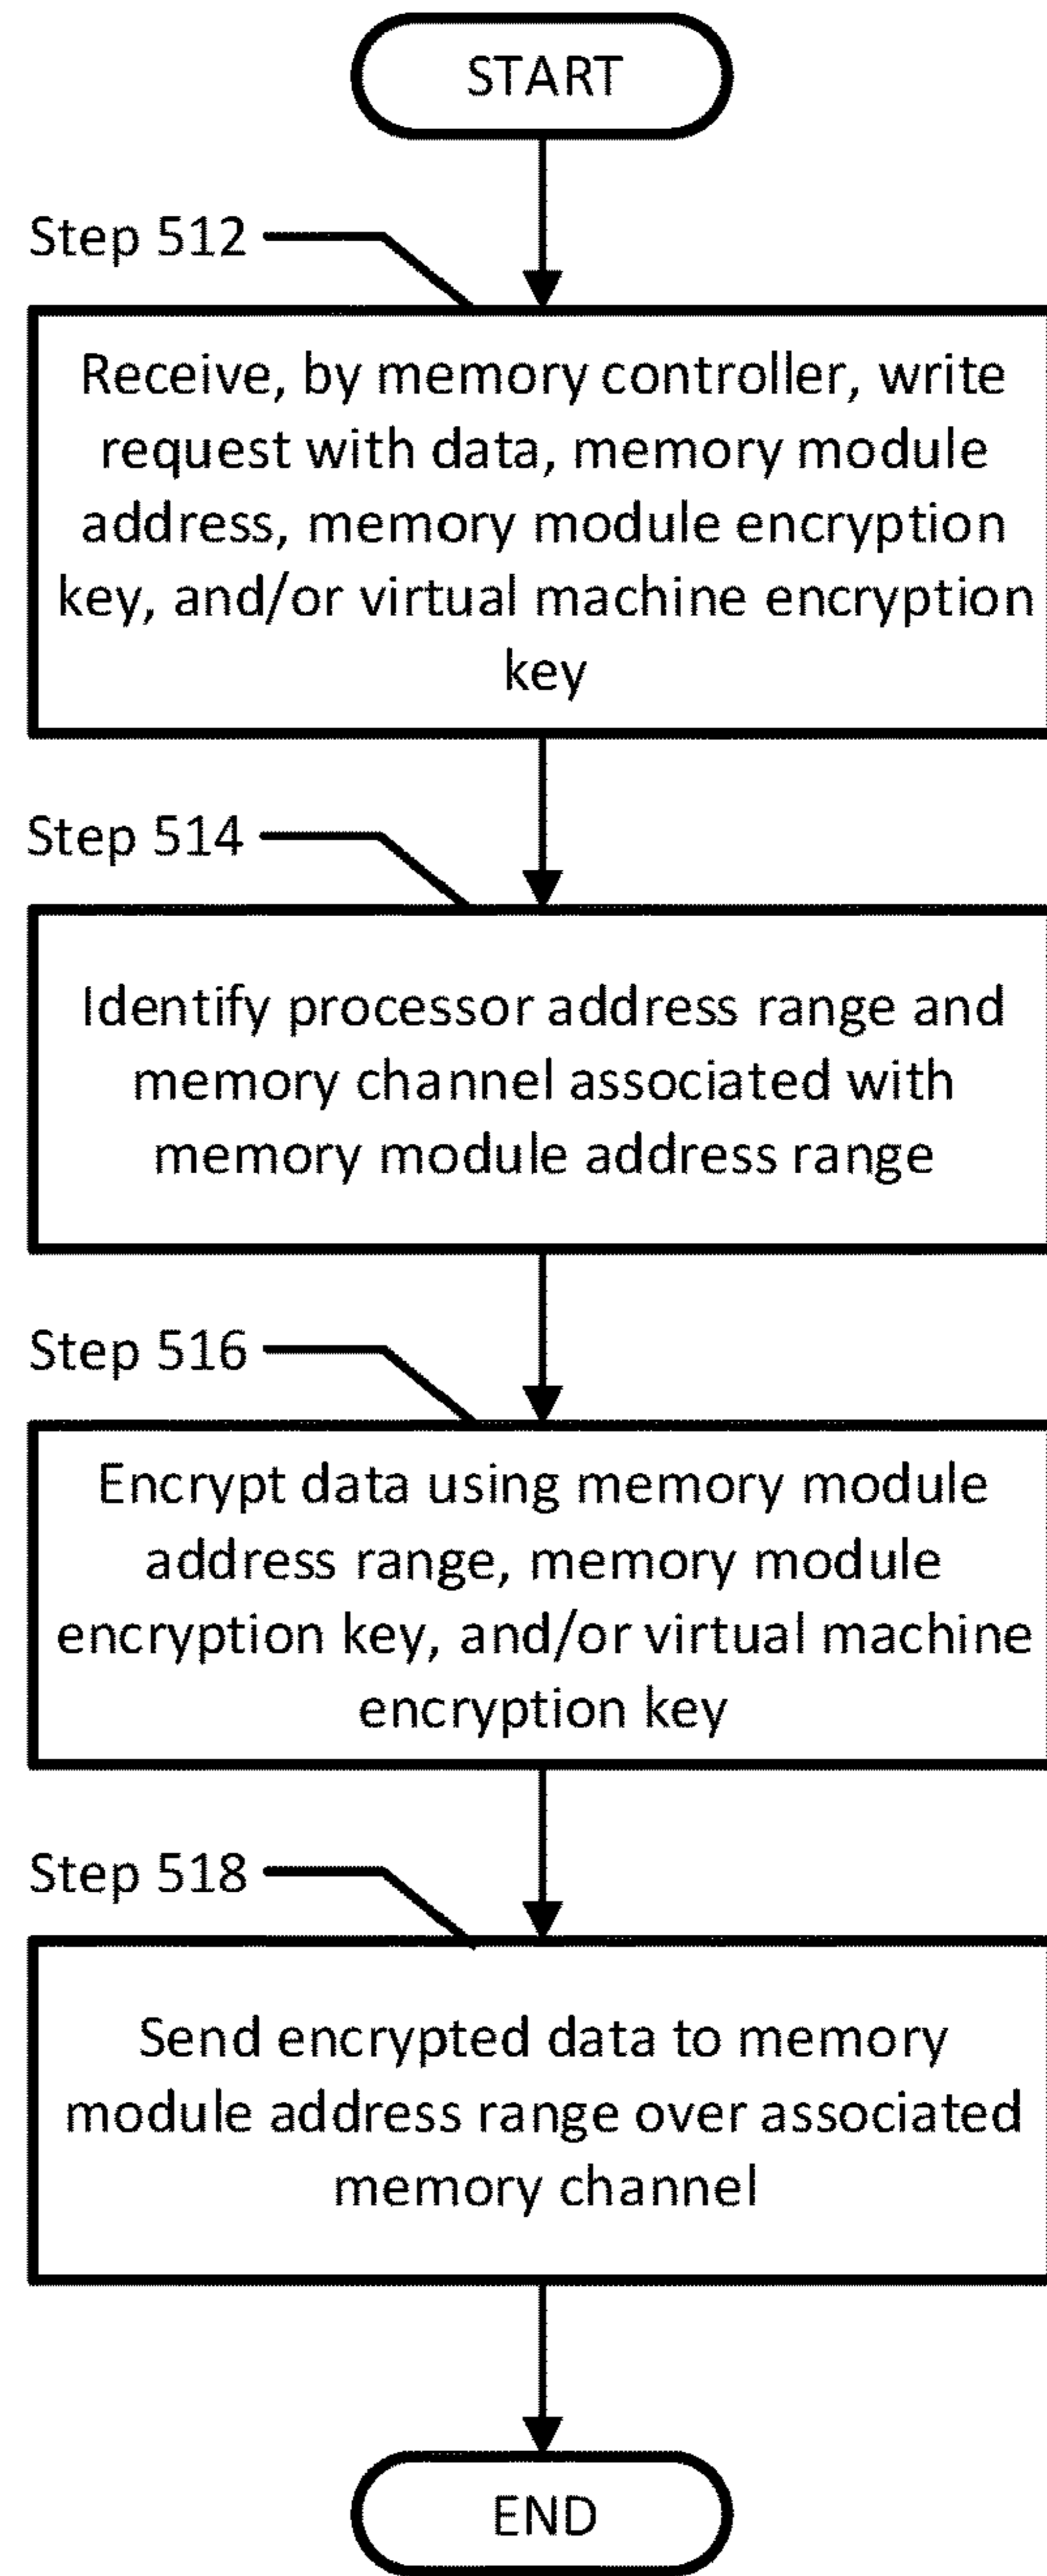 START
Step 512
Receive, by memory controller, write
request with data, memory module
address, memory module encryption
key, and/or virtual machine encryption
key
Step 514
Identify processor address range and
memory channel associated with
memory module address range
Step 516
Encrypt data using memory module
address range, memory module
encryption key, and/or virtual machine
encryption key
Step 518
Send encrypted data to memory
module address range over associated
memory channel
END